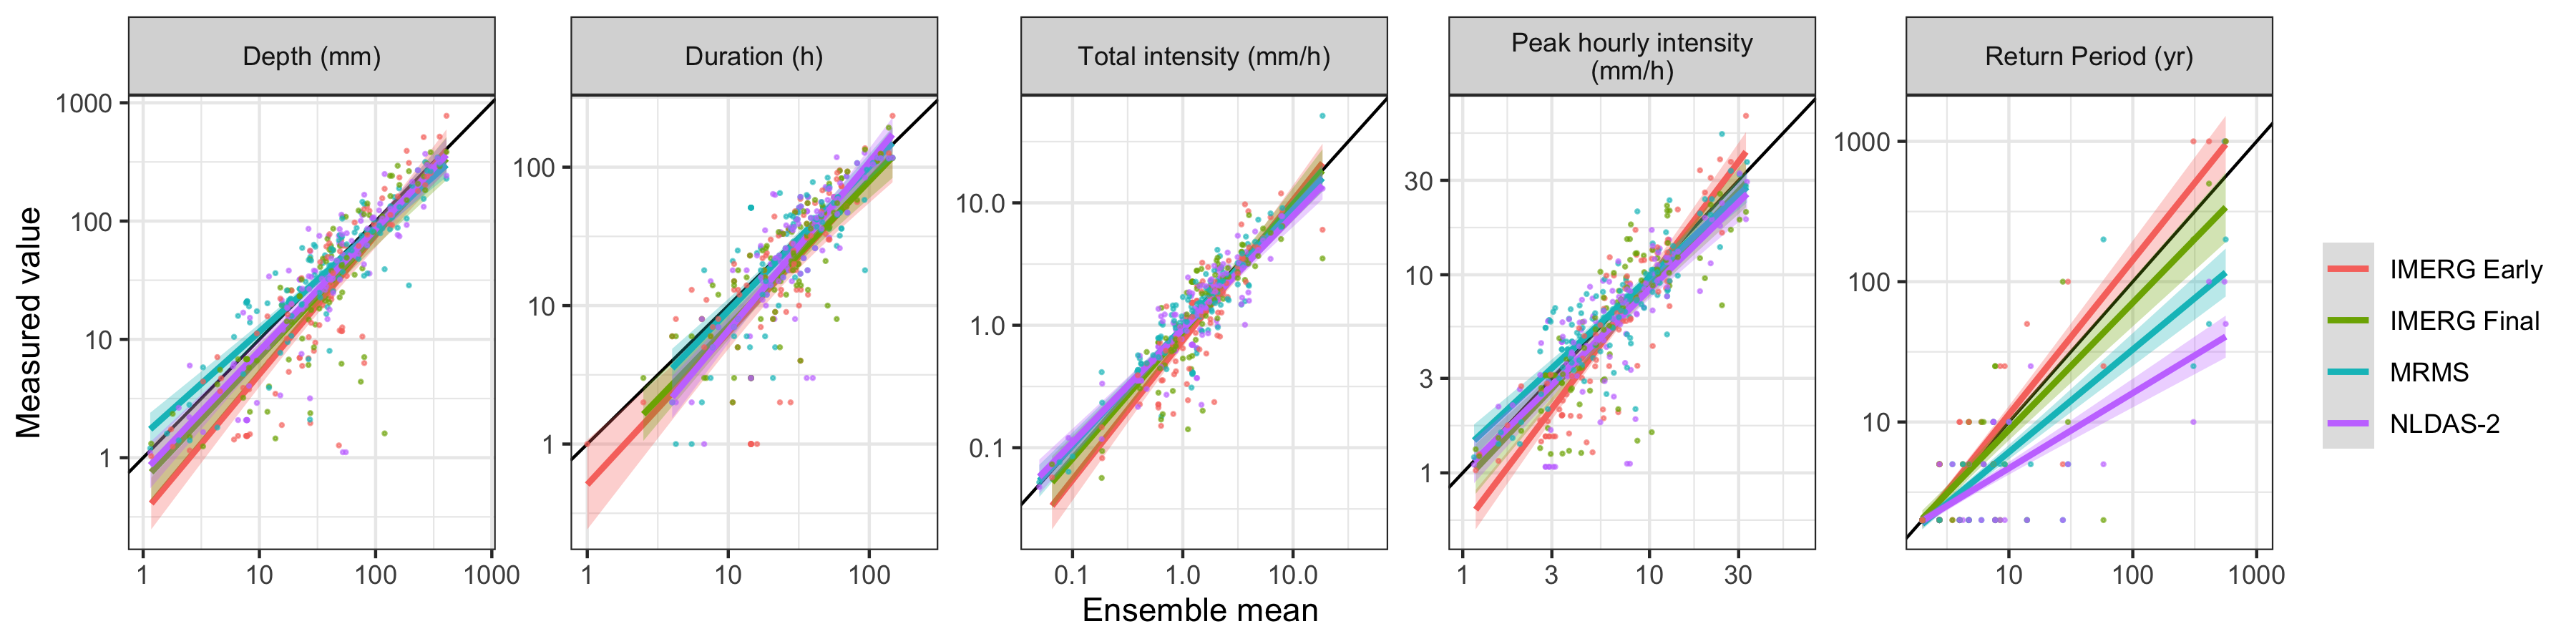 Depth (mm)
Duration (h)
Total intensity (mm/h)
Peak hourly intensity
(mm/h)
Return Period (yr)
Measured value
1000
100
10
1
1 10 100 1000
100
10
1
1 10 100
10.0
1.0
0.1
0.1 1.0 10.0
30
10
3
1
1 3 10 30
1000
100
10
10 100 1000
Ensemble mean
IMERG Early
IMERG Final
MRMS
NLDAS-2